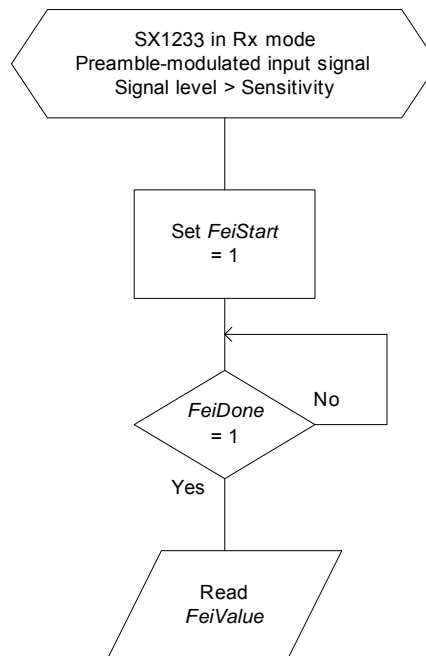 SX1233 in Rx mode
Preamble-modulated input signal
Signal level > Sensitivity
Set FeiStart
= 1
FeiDone
= 1
No
Yes
Read
FeiValue